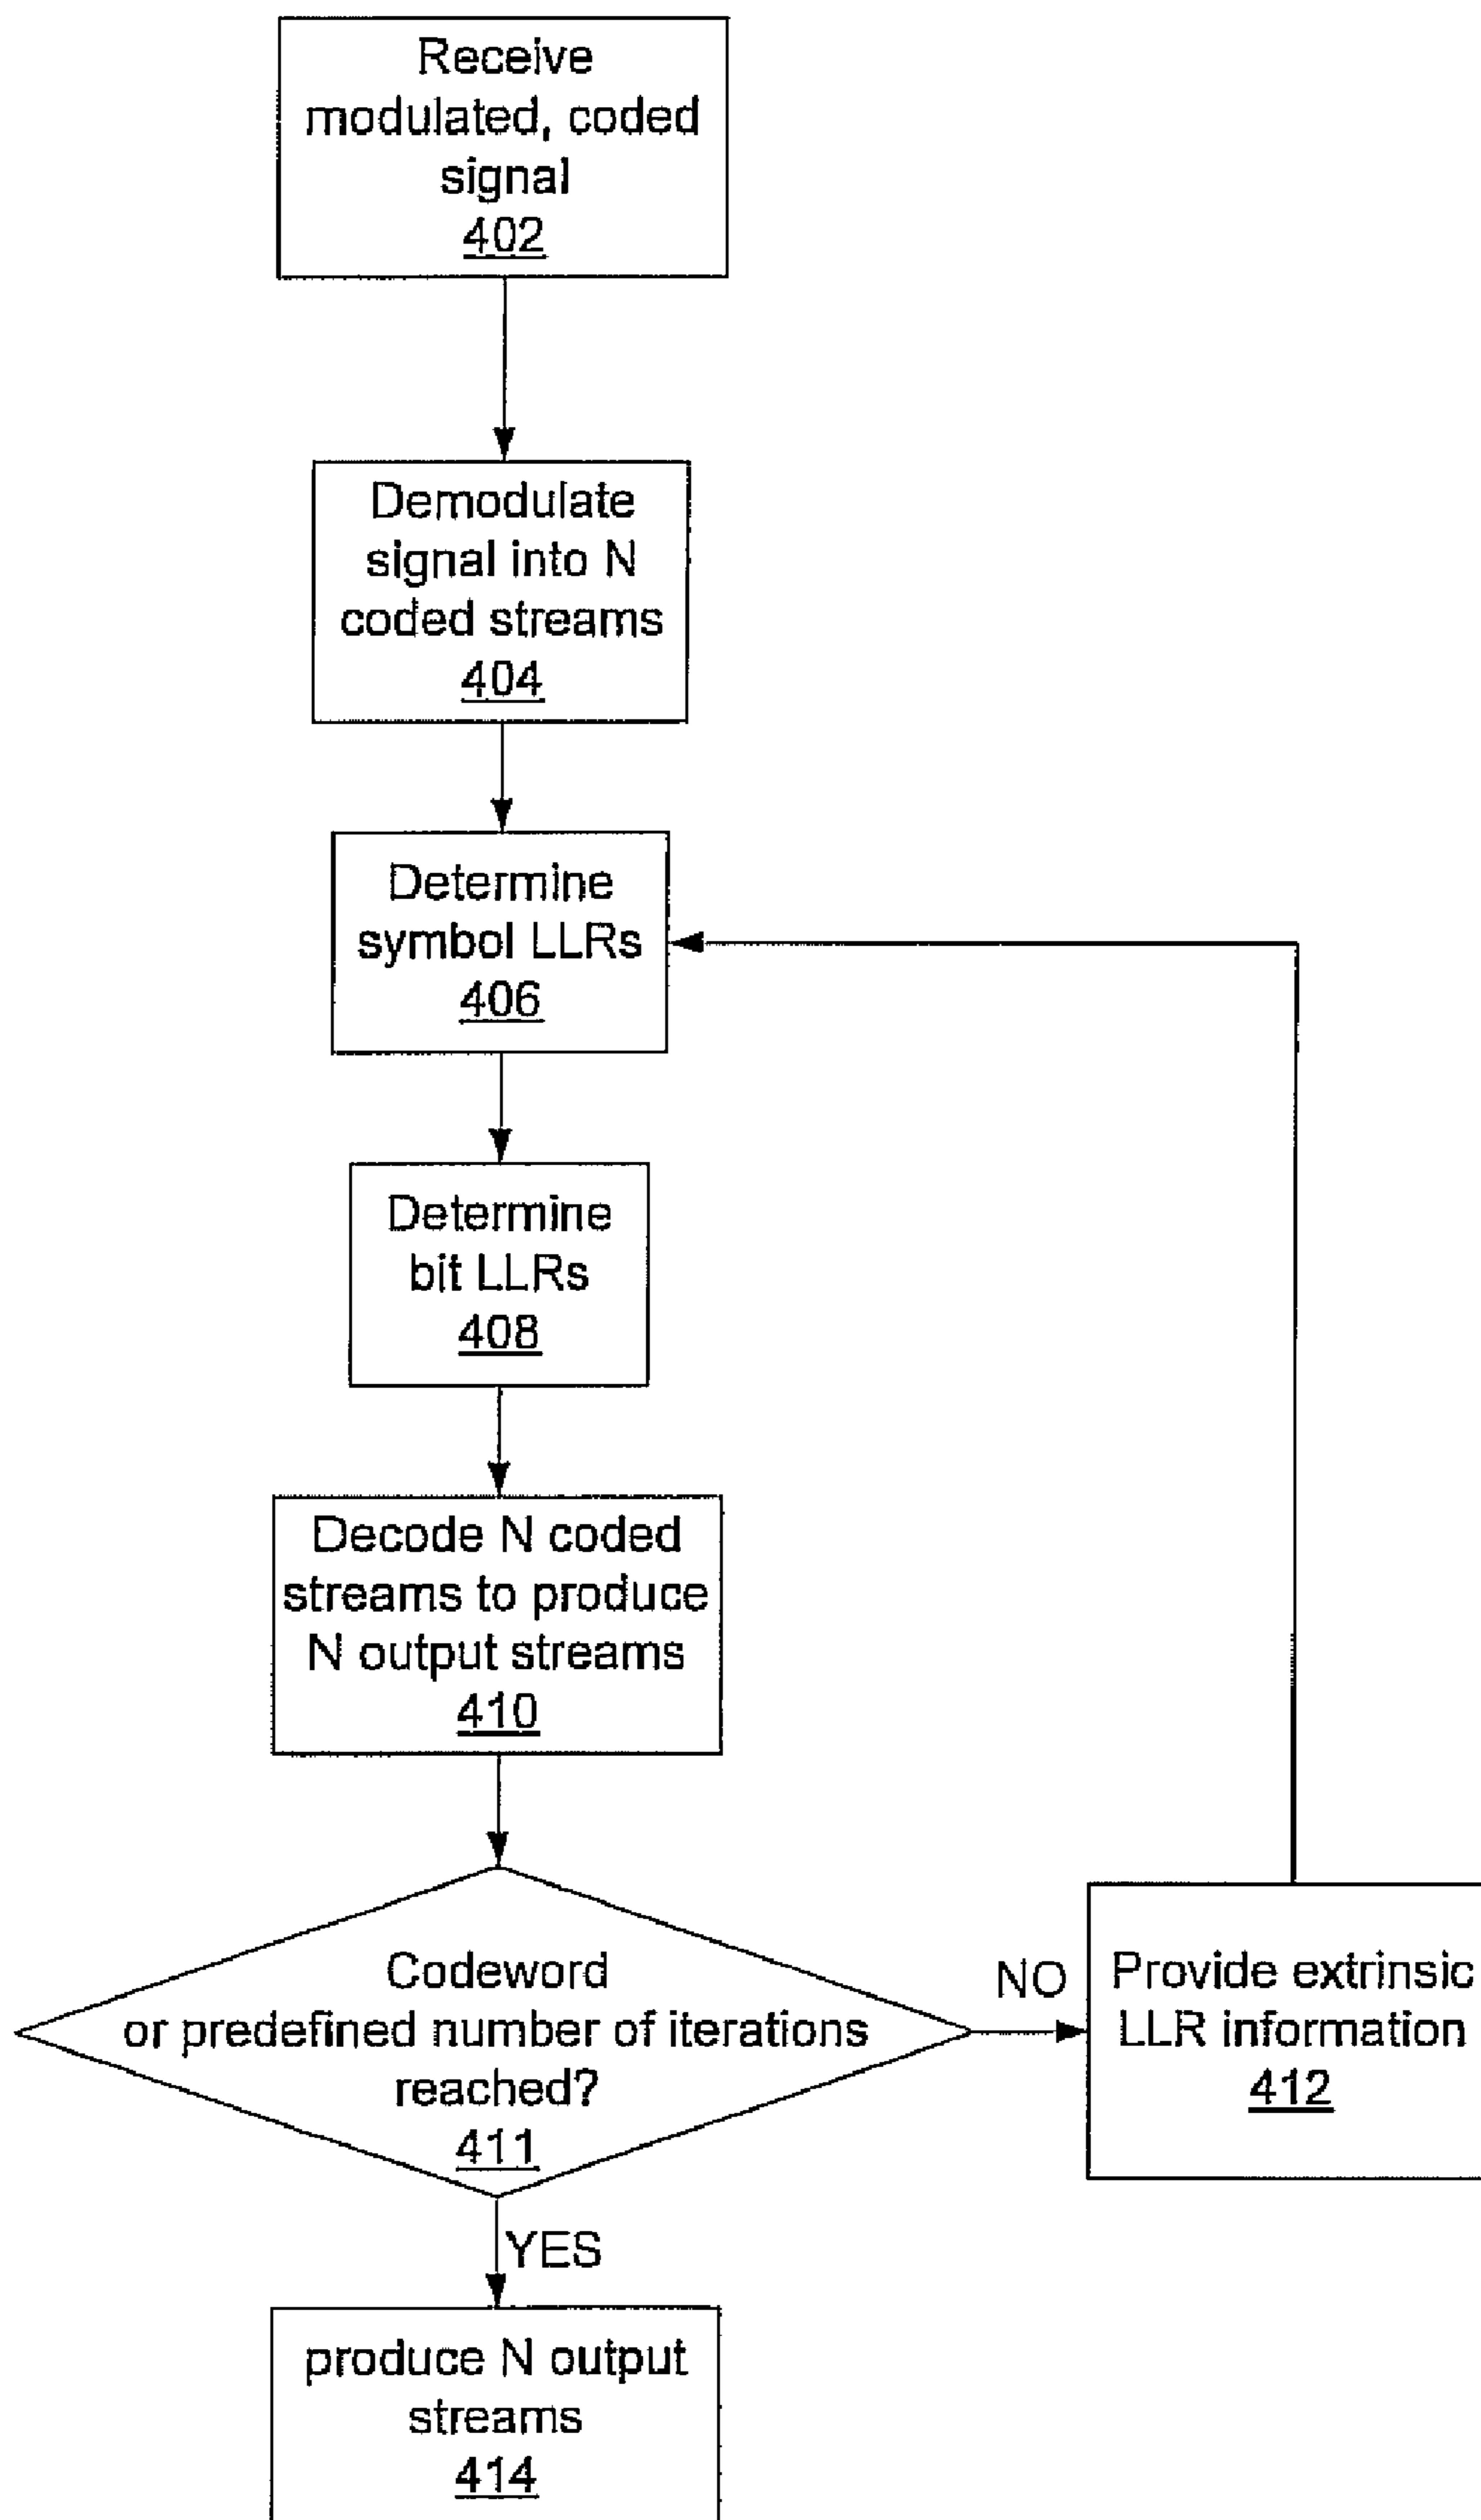 Receive
modulated, coded
signal
402
Demodulate
signal into N
coded streams
404
Determine
symbol LLRs
406
Determine
bit LLRs
408
Decode N coded
streams to produce
N output streams
410
Codeword
or predefined number of iterations
reached?
411
NO
Provide extrinsic
LLR information
412
YES
produce N output
streams
414